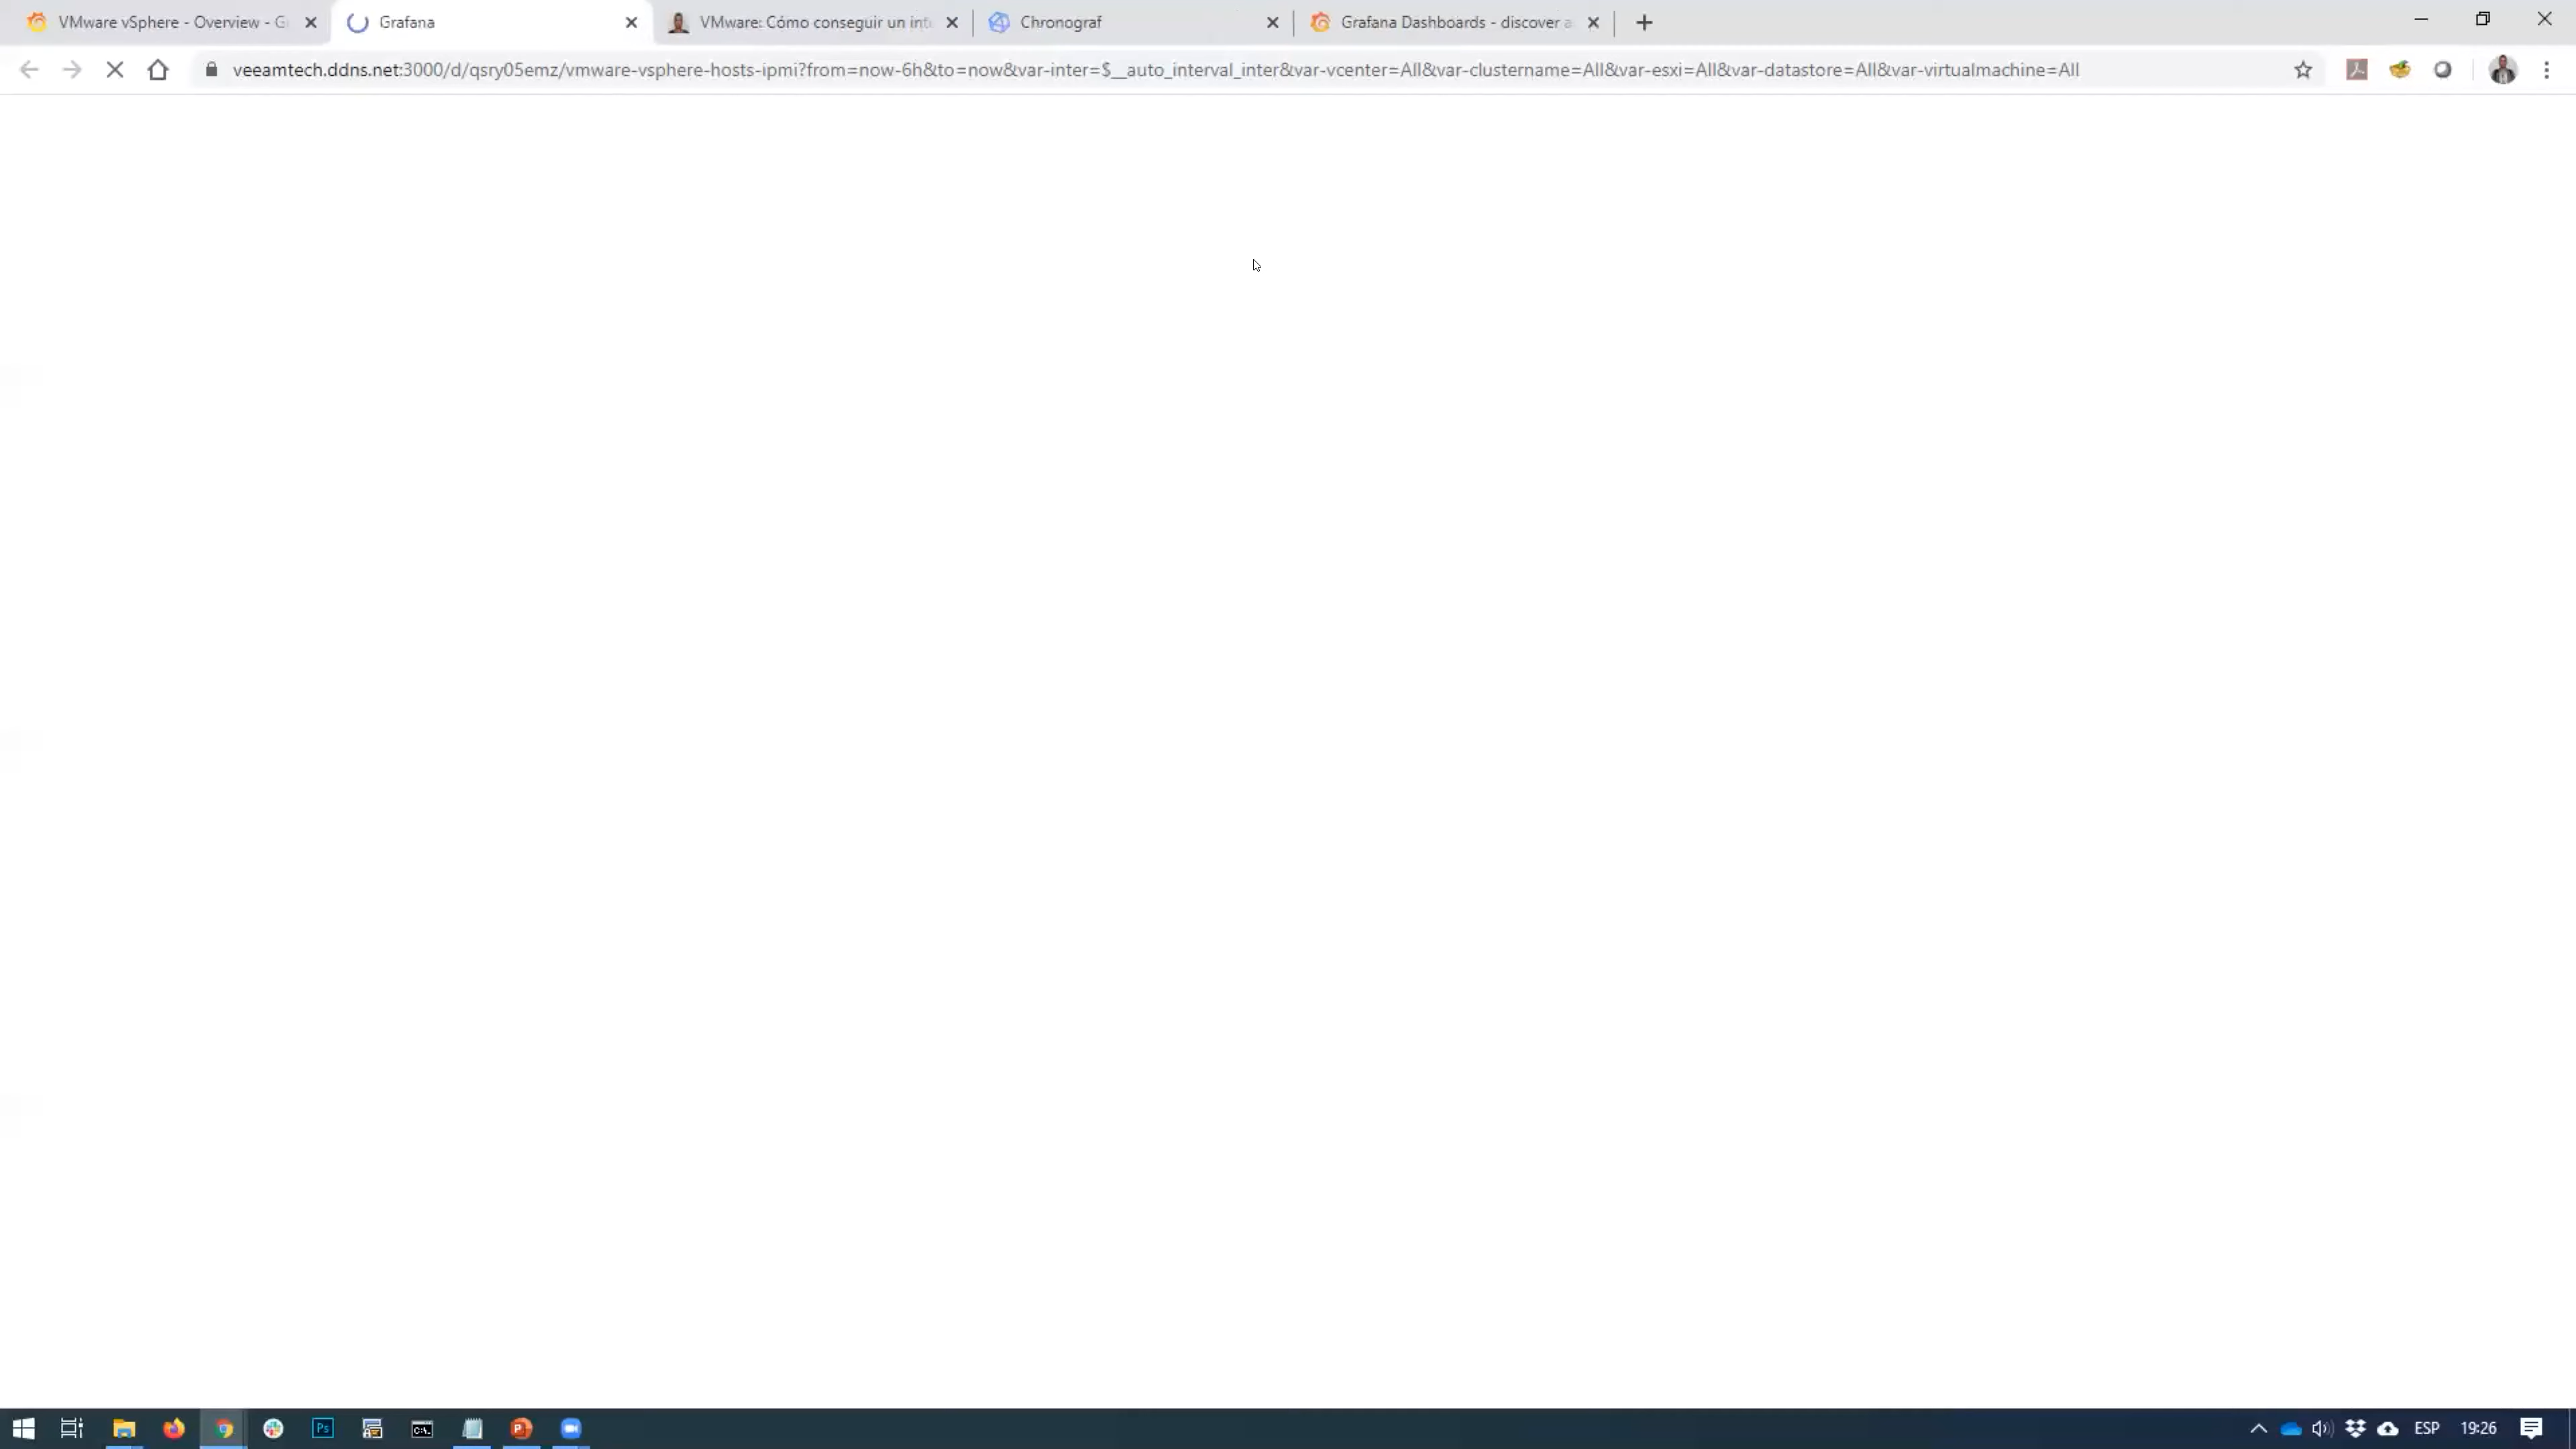 VMware vSphere - Overview - G
Grafana
VMware: Cómo conseguir un int
Chronograf
Grafana Dashboards - discover a
veeamtech.ddns.net:3000/d/qsry05emz/vmware-vsphere-hosts-ipmi?from=now-6h&to=now&var-inter=$__auto_interval_inter&var-vcenter=All&var-clustername=All&var-esxi=All&var-datastore=All&var-virtualmachine=All
Ps
C:\.
P
ESP
19:26